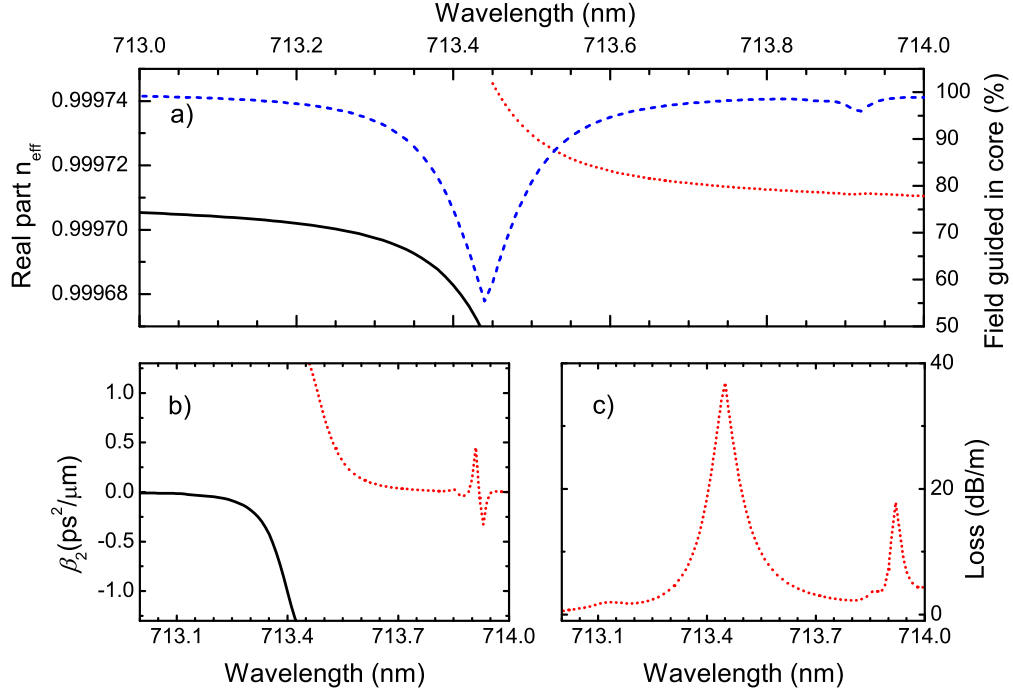 Wavelength (nm)
713.0 713.2 713.4 713.6 713.8 714.0
a)
Real part n_eff
0.99974
0.99972
0.99970
0.99968
Field guided in core (%)
100
90
80
70
60
50
b)
β₂(ps²/μm)
1.0
0.5
0.0
-0.5
-1.0
713.1 713.4 713.7 714.0
Wavelength (nm)
c)
Loss (dB/m)
40
20
0
713.1 713.4 713.7 714.0
Wavelength (nm)